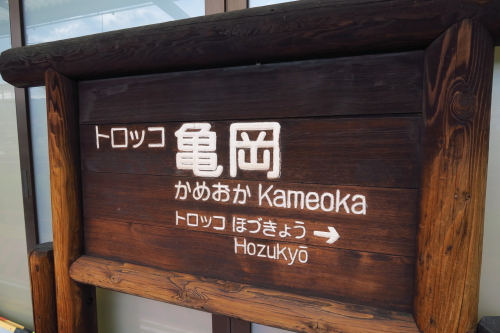 トロッコ 亀岡
かめおか Kameoka
トロッコ ほづきょう →
Hozukyō